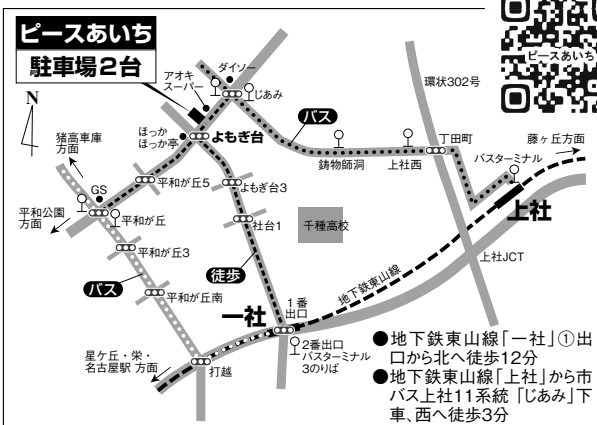 ピースあいち
駐車場2台
ピースあいち
N
アオキ
スーパー
ダイソー
じあみ
環状302号
バス
猪高車庫
方面
ほっか
ほっか亭
よもぎ台
丁田町
藤ヶ丘方面
鋳物師洞
上社西
バスターミナル
GS
平和が丘5
よもぎ台3
上社
平和公園
方面
平和が丘
社台1
千種高校
平和が丘3
徒歩
上社JCT
バス
平和が丘南
地下鉄東山線
一社
1番
出口
2番出口
バスターミナル
3のりば
星ケ丘・栄・
名古屋駅 方面
打越
●地下鉄東山線「一社」①出
口から北へ徒歩12分
●地下鉄東山線「上社」から市
バス上社11系統 「じあみ」下
車、西へ徒歩3分